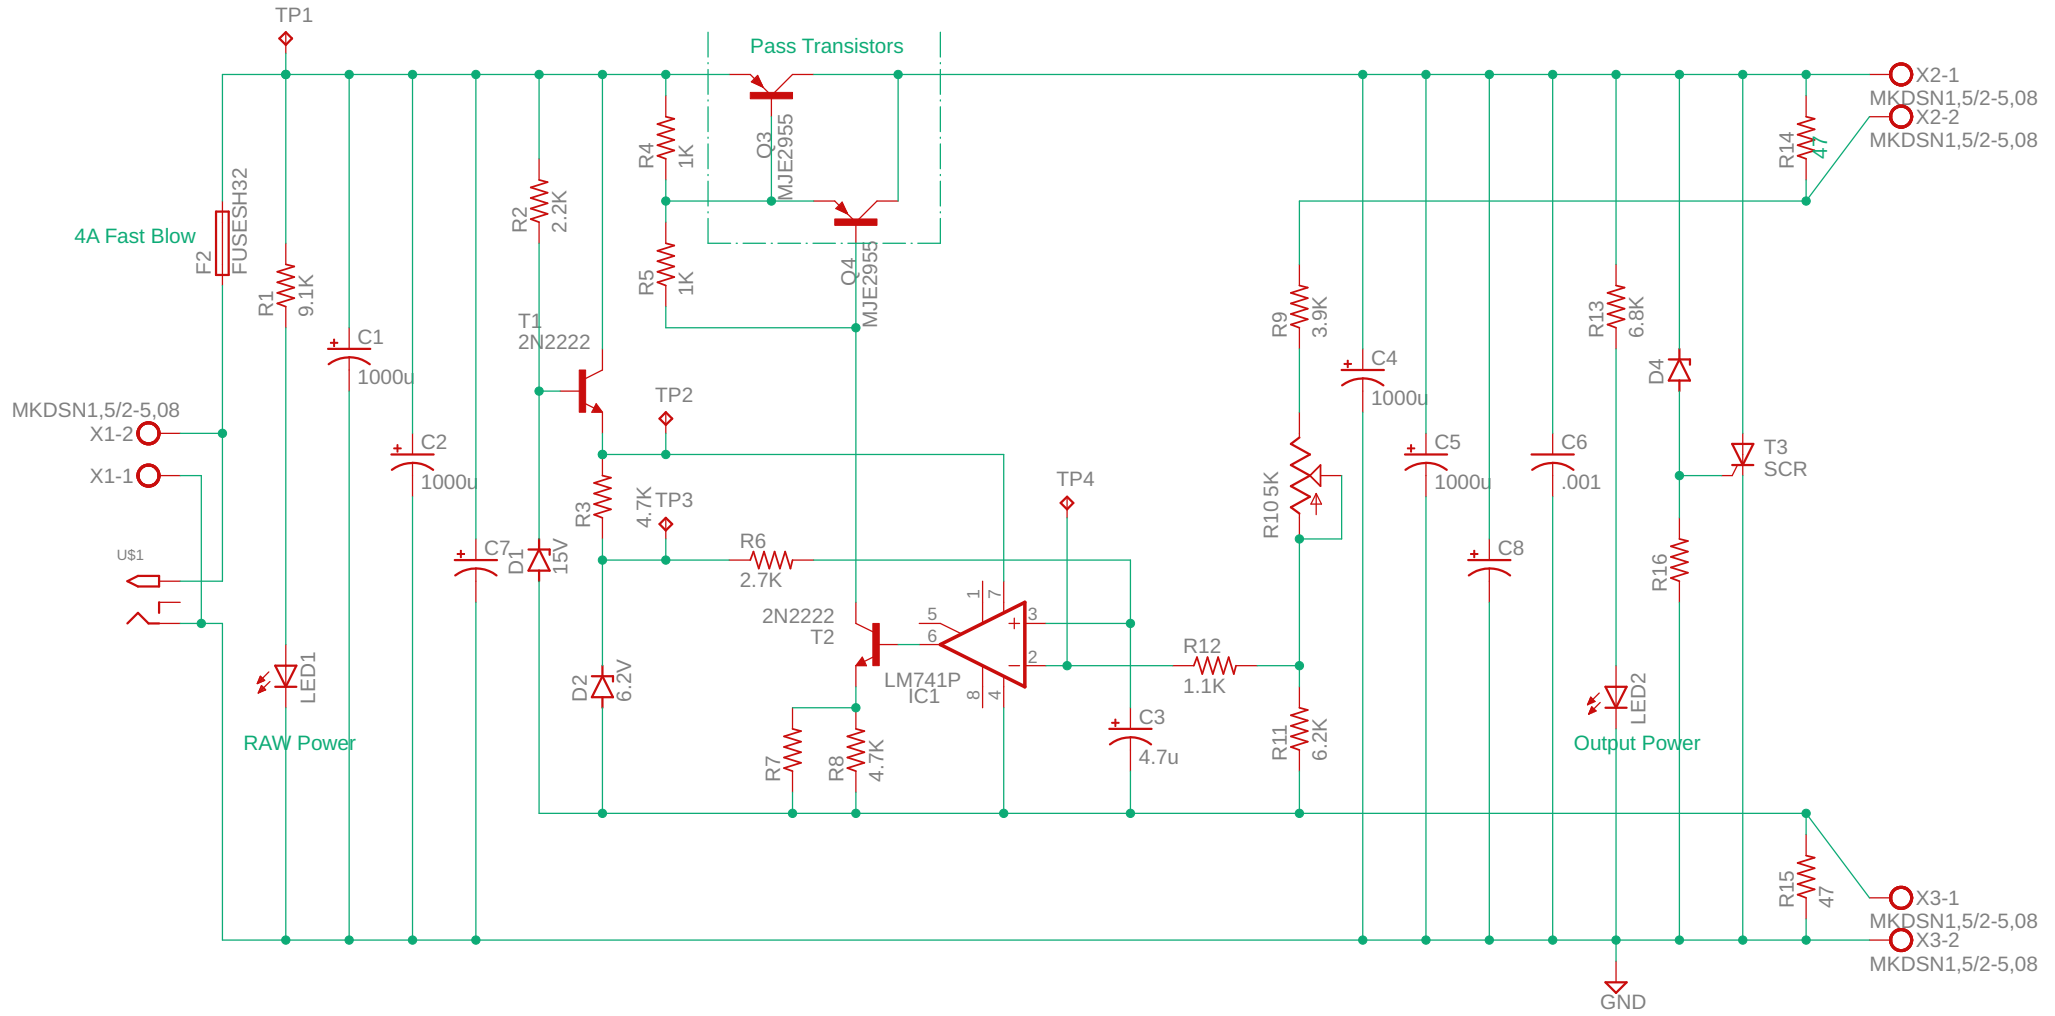 TP1
Pass Transistors
X2-1
MKDSN1,5/2-5,08
X2-2
MKDSN1,5/2-5,08
R14
47
Q3
MJE2955
R4
1K
4A Fast Blow
F2
FUSESH32
R2
2.2K
R1
9.1K
R5
1K
Q4
MJE2955
T1
2N2222
C1
1000u
R9
3.9K
R13
6.8K
C4
1000u
D4
TP2
MKDSN1,5/2-5,08
X1-2
X1-1
C2
1000u
C5
1000u
C6
.001
T3
SCR
R10
5K
R3
4.7K
TP3
TP4
U$1
C7
D1
15V
R6
2.7K
C8
R16
1
7
5
6
3
2
8
4
2N2222
T2
LM741P
IC1
R12
1.1K
LED1
D2
6.2V
LED2
C3
4.7u
R11
6.2K
RAW Power
R7
R8
4.7K
Output Power
R15
47
X3-1
MKDSN1,5/2-5,08
X3-2
MKDSN1,5/2-5,08
GND